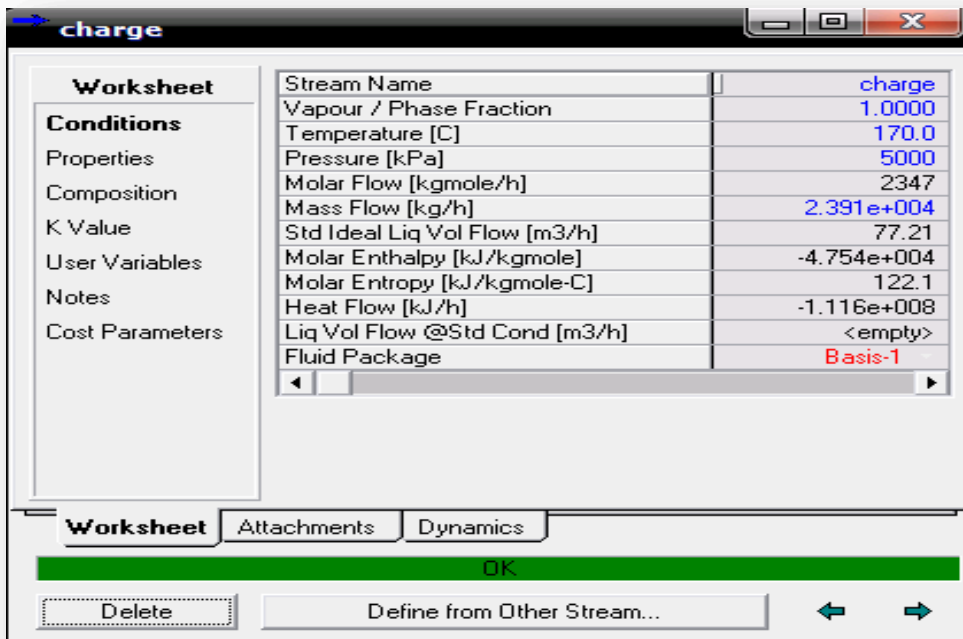 charge
Worksheet
Conditions
Properties
Composition
K Value
User Variables
Notes
Cost Parameters
Stream Name charge
Vapour / Phase Fraction 1.0000
Temperature [C] 170.0
Pressure [kPa] 5000
Molar Flow [kgmole/h] 2347
Mass Flow [kg/h] 2.391e+004
Std Ideal Liq Vol Flow [m3/h] 77.21
Molar Enthalpy [kJ/kgmole] -4.754e+004
Molar Entropy [kJ/kgmole-C] 122.1
Heat Flow [kJ/h] -1.116e+008
Liq Vol Flow @Std Cond [m3/h] <empty>
Fluid Package Basis-1
Worksheet Attachments Dynamics
OK
Delete Define from Other Stream...